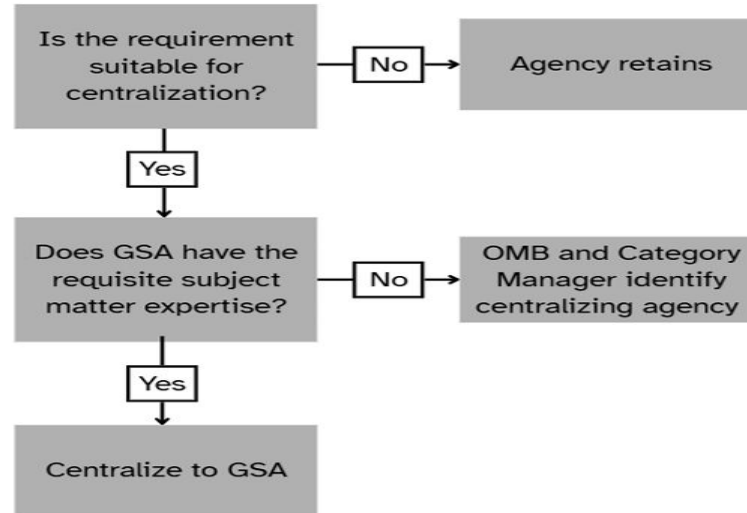 Is the requirement
suitable for
centralization?
No
Agency retains
Yes
Does GSA have the
requisite subject
matter expertise?
No
OMB and Category
Manager identify
centralizing agency
Yes
Centralize to GSA